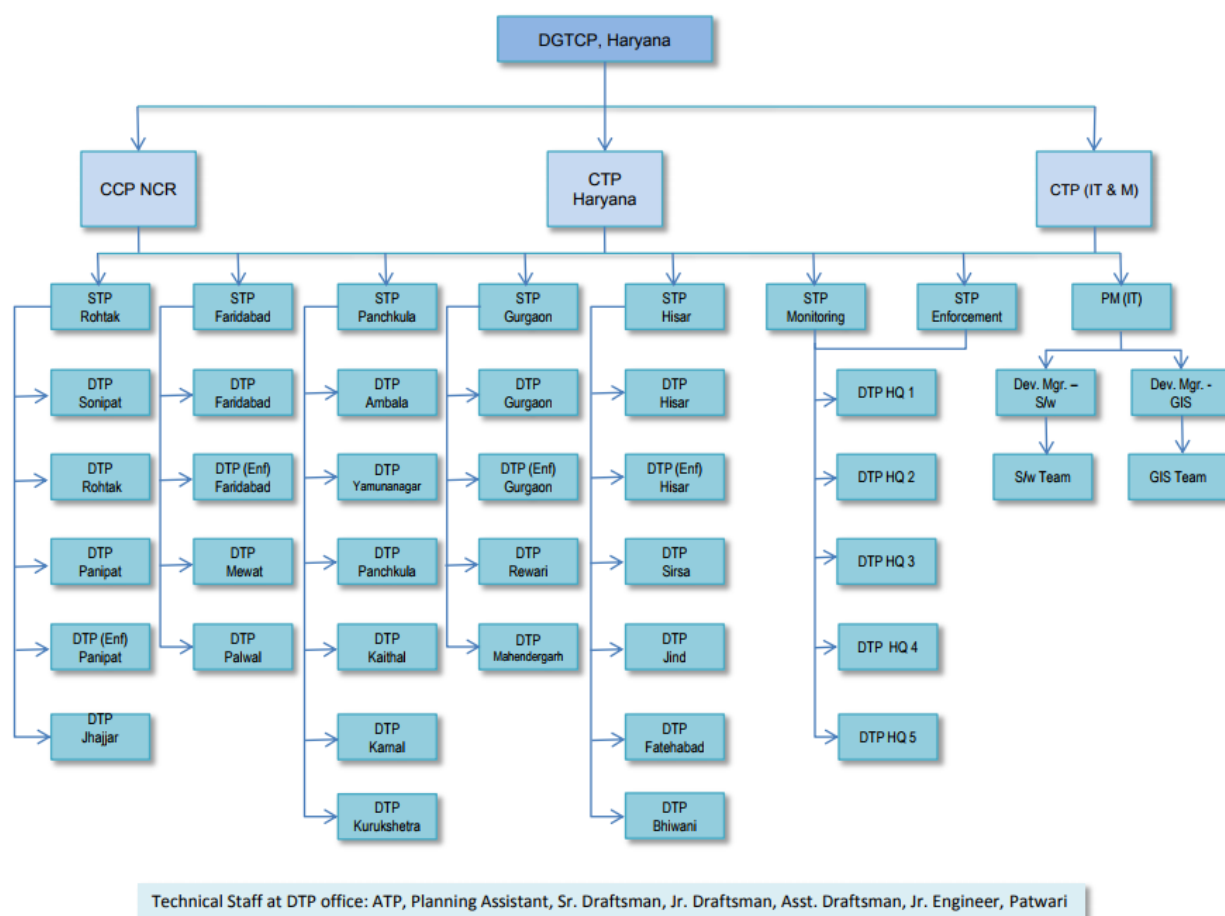 DGTCP, Haryana
CCP NCR
CTP
Haryana
CTP (IT & M)
STP
Rohtak
STP
Faridabad
STP
Panchkula
STP
Gurgaon
STP
Hisar
STP
Monitoring
STP
Enforcement
PM (IT)
DTP
Sonipat
DTP
Faridabad
DTP
Ambala
DTP
Gurgaon
DTP
Hisar
DTP HQ 1
Dev. Mgr. –
S/w
Dev. Mgr. -
GIS
DTP
Rohtak
DTP (Enf)
Faridabad
DTP
Yamunanagar
DTP (Enf)
Gurgaon
DTP (Enf)
Hisar
DTP HQ 2
S/w Team
GIS Team
DTP
Panipat
DTP
Mewat
DTP
Panchkula
DTP
Rewari
DTP
Sirsa
DTP HQ 3
DTP (Enf)
Panipat
DTP
Palwal
DTP
Kaithal
DTP
Mahendergarh
DTP
Jind
DTP HQ 4
DTP
Jhajjar
DTP
Karnal
DTP
Fatehabad
DTP HQ 5
DTP
Kurukshetra
DTP
Bhiwani
Technical Staff at DTP office: ATP, Planning Assistant, Sr. Draftsman, Jr. Draftsman, Asst. Draftsman, Jr. Engineer, Patwari